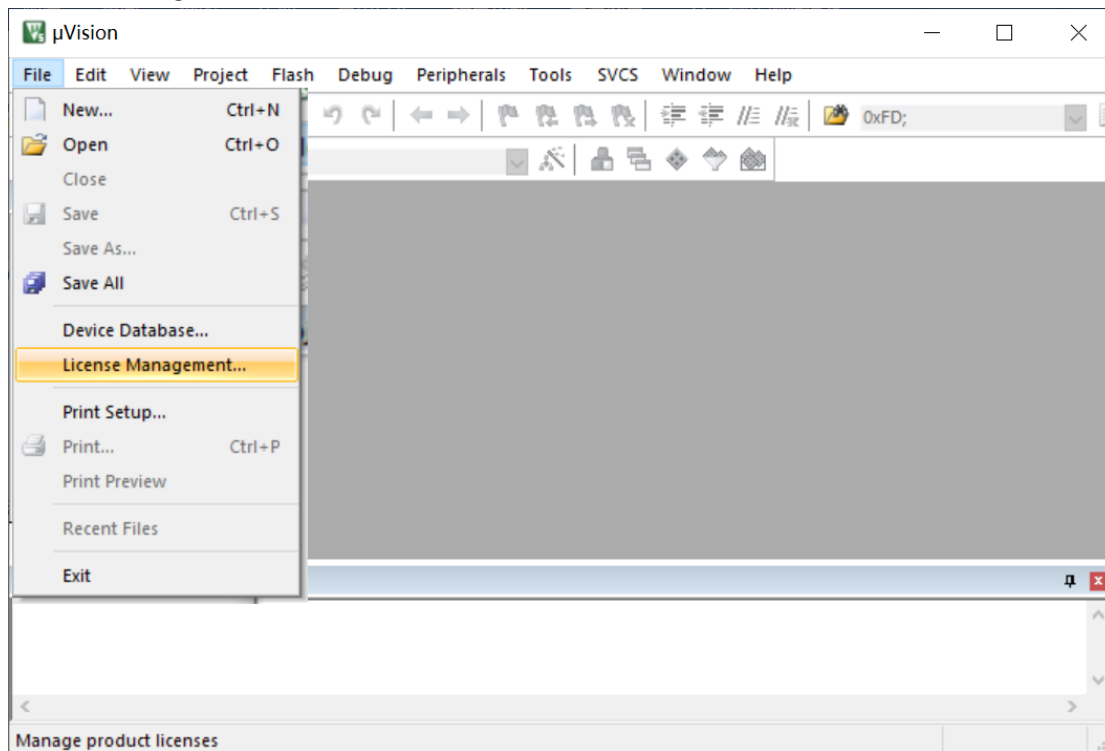 μVision
File Edit View Project Flash Debug Peripherals Tools SVCS Window Help
New... Ctrl+N
0xFD;
Open Ctrl+O
Close
Save Ctrl+S
Save As...
Save All
Device Database...
License Management...
Print Setup...
Print... Ctrl+P
Print Preview
Recent Files
Exit
Manage product licenses